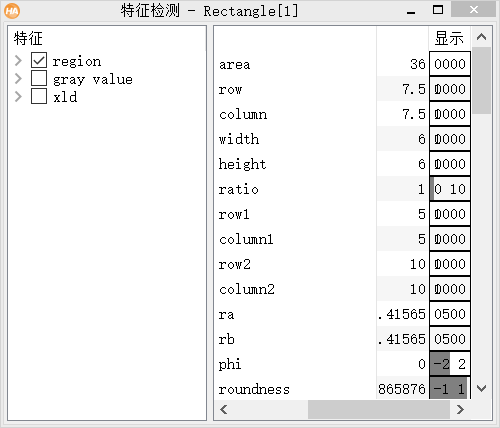 特征检测 - Rectangle[1]
特征
region
gray value
xld
显示
area 36 0000
row 7.5 0000
column 7.5 0000
width 6 0000
height 6 0000
ratio 1 0 10
row1 5 0000
column1 5 0000
row2 10 0000
column2 10 0000
ra .41565 0500
rb .41565 0500
phi 0 -2 2
roundness 865876 -1 1